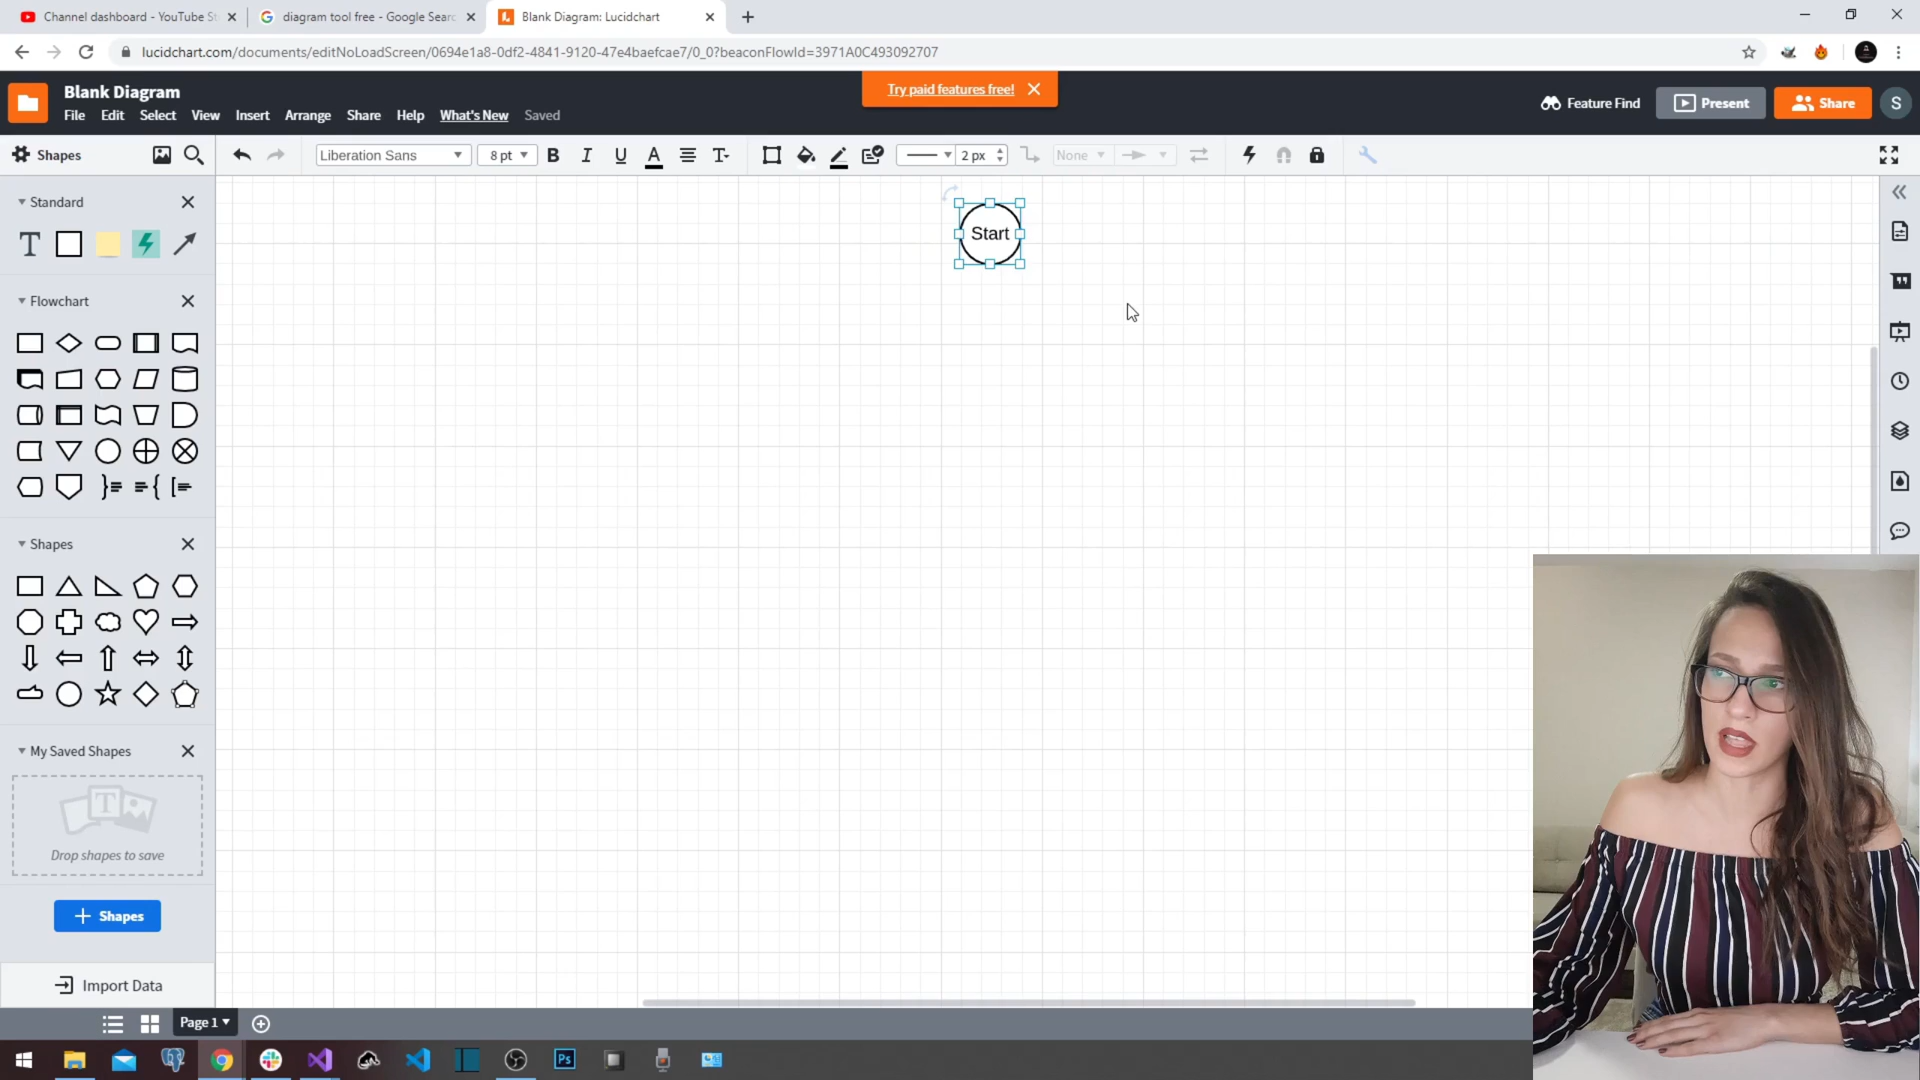 Channel dashboard - YouTube St
diagram tool free - Google Searc
Blank Diagram: Lucidchart
lucidchart.com/documents/editNoLoadScreen/0694e1a8-0df2-4841-9120-47e4baefcae7/0_0?beaconFlowId=3971A0C493092707
Blank Diagram
Try paid features free!
Feature Find
Present
Share
S
File Edit Select View Insert Arrange Share Help What's New Saved
Shapes
Liberation Sans
8 pt
B I U A T
2 px
None
Standard
T
Start
Flowchart
Shapes
My Saved Shapes
T
Drop shapes to save
+ Shapes
Import Data
Page 1
Ps